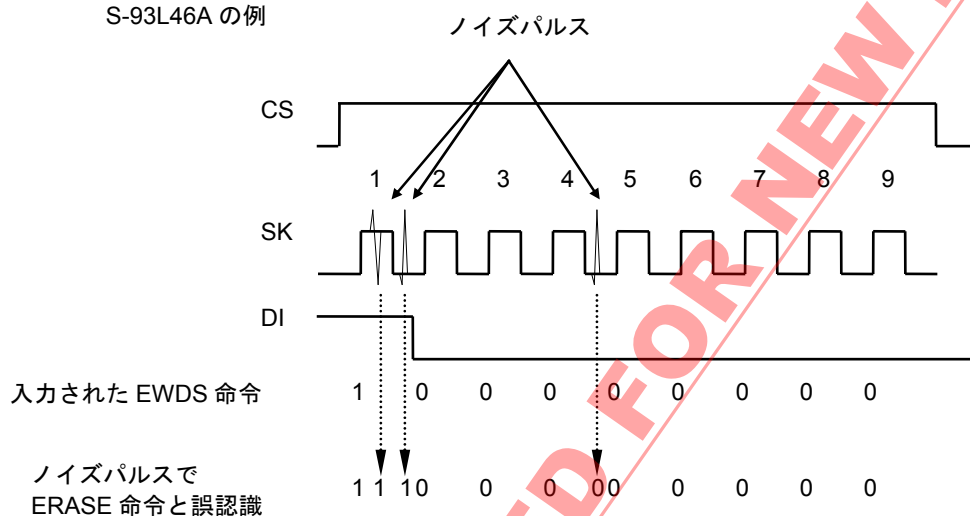 S-93L46A の例
ノイズパルス
CS
1 2 3 4 5 6 7 8 9
SK
DI
入力された EWDS 命令 1 0 0 0 0 0 0 0 0
ノイズパルスで
ERASE 命令と誤認識
1 1 1 0 0 0 0 0 0 0 0 0
ED FOR NEW